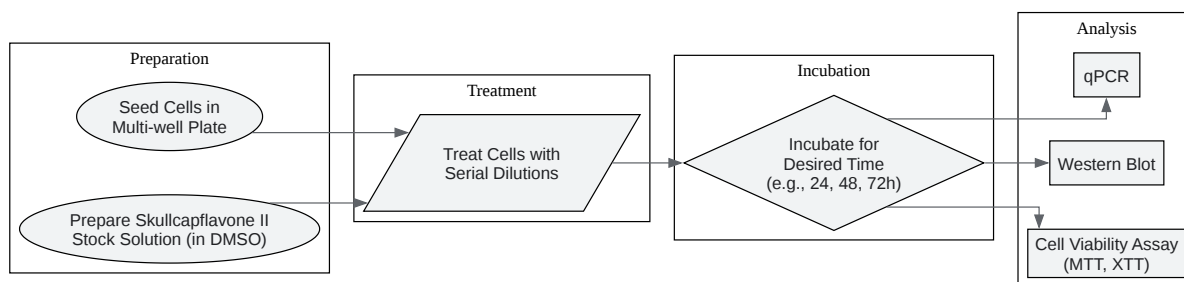 Preparation
Seed Cells in
Multi-well Plate
Prepare Skullcapflavone II
Stock Solution (in DMSO)
Treatment
Treat Cells with
Serial Dilutions
Incubation
Incubate for
Desired Time
(e.g., 24, 48, 72h)
Analysis
qPCR
Western Blot
Cell Viability Assay
(MTT, XTT)